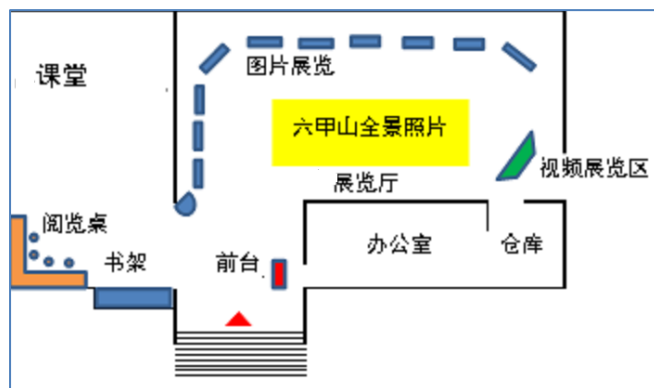 课堂
图片展览
六甲山全景照片
视频展览区
展览厅
阅览桌
书架
前台
办公室
仓库